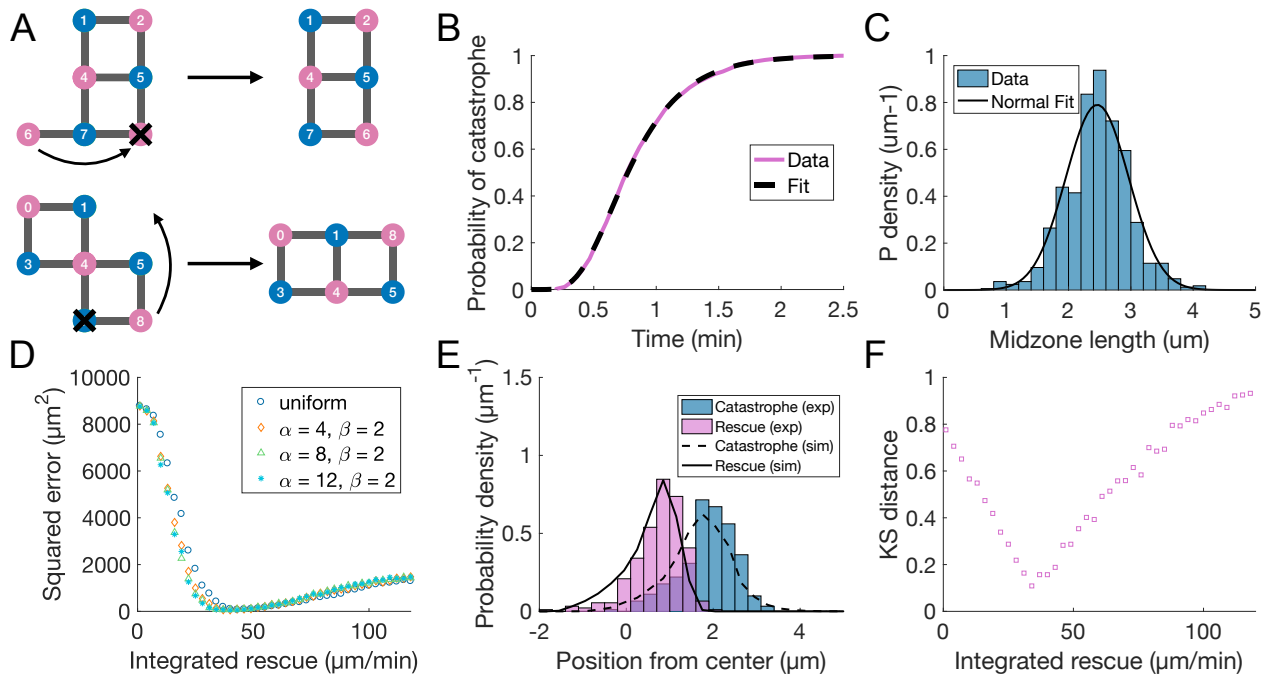 A
1 2
4 5
6 7
1 2
4 5
7 6
0 1
3 4 5
8
0 1 8
3 4 5
B
Probability of catastrophe
1
0.8
0.6
0.4
0.2
0
0 0.5 1 1.5 2 2.5
Time (min)
Data
Fit
C
P density (um-1)
1
0.8
0.6
0.4
0.2
0
0 1 2 3 4 5
Midzone length (um)
Data
Normal Fit
D
Squared error (µm²)
10000
8000
6000
4000
2000
0
0 50 100
Integrated rescue (µm/min)
uniform
α = 4, β = 2
α = 8, β = 2
α = 12, β = 2
E
Probability density (µm⁻¹)
1.5
1
0.5
0
-2 0 2 4
Position from center (µm)
Catastrophe (exp)
Rescue (exp)
Catastrophe (sim)
Rescue (sim)
F
KS distance
1
0.8
0.6
0.4
0.2
0
0 50 100
Integrated rescue (µm/min)